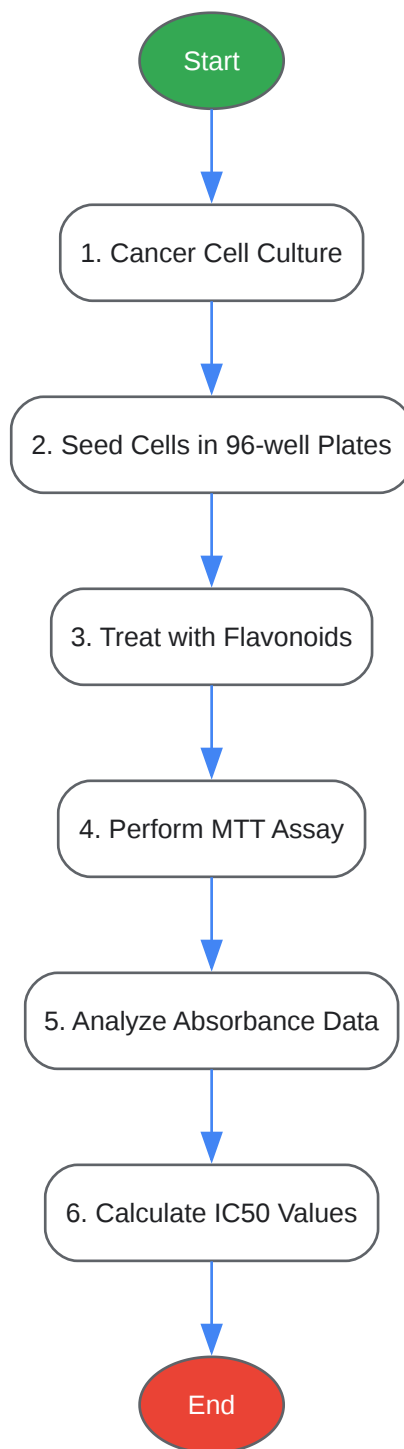 Start
1. Cancer Cell Culture
2. Seed Cells in 96-well Plates
3. Treat with Flavonoids
4. Perform MTT Assay
5. Analyze Absorbance Data
6. Calculate IC50 Values
End